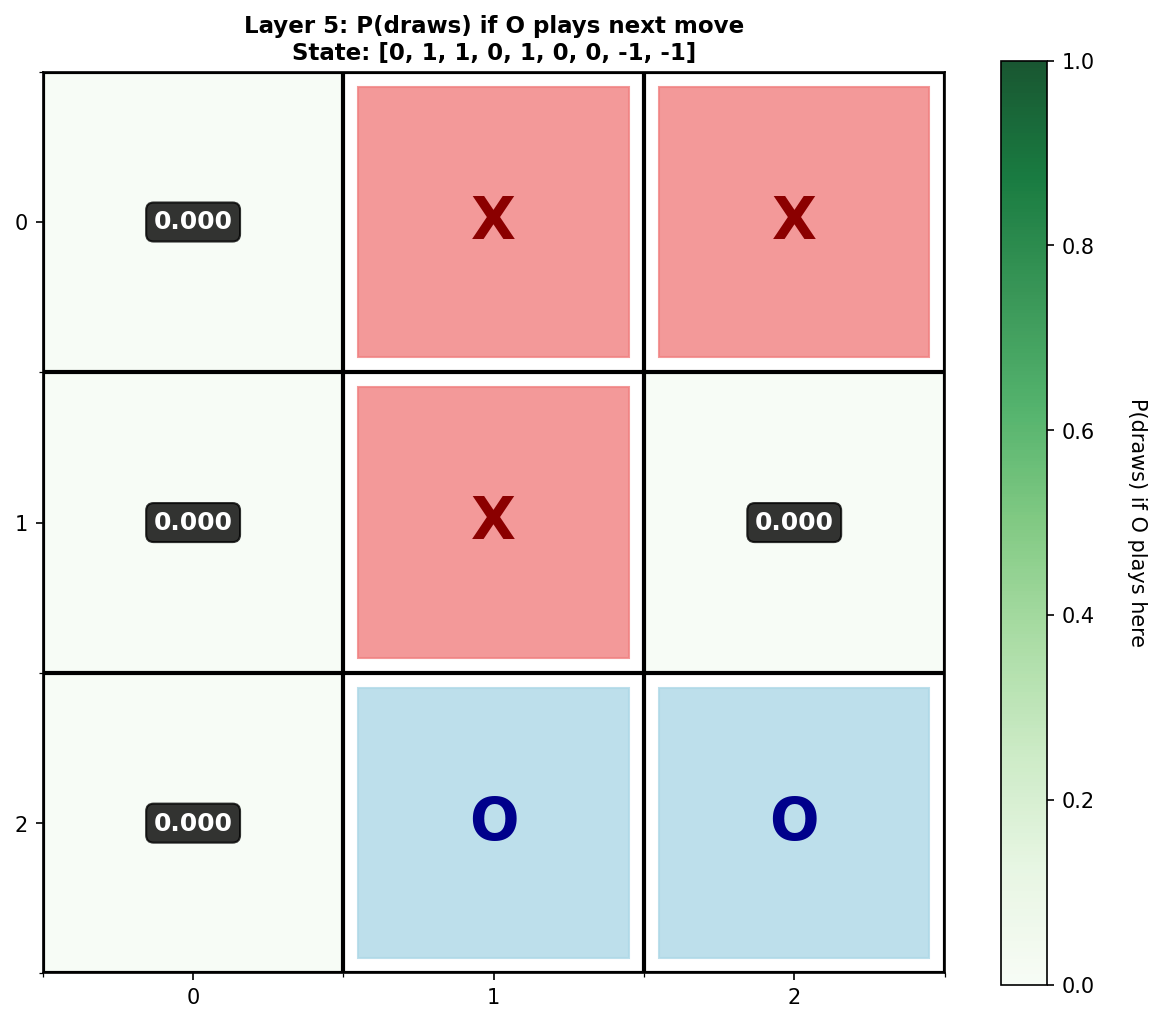 Layer 5: P(draws) if O plays next move
State: [0, 1, 1, 0, 1, 0, 0, -1, -1]
0
0.000
X
X
1
0.000
X
0.000
2
0.000
O
O
0
1
2
1.0
0.8
0.6
0.4
0.2
0.0
P(draws) if O plays here